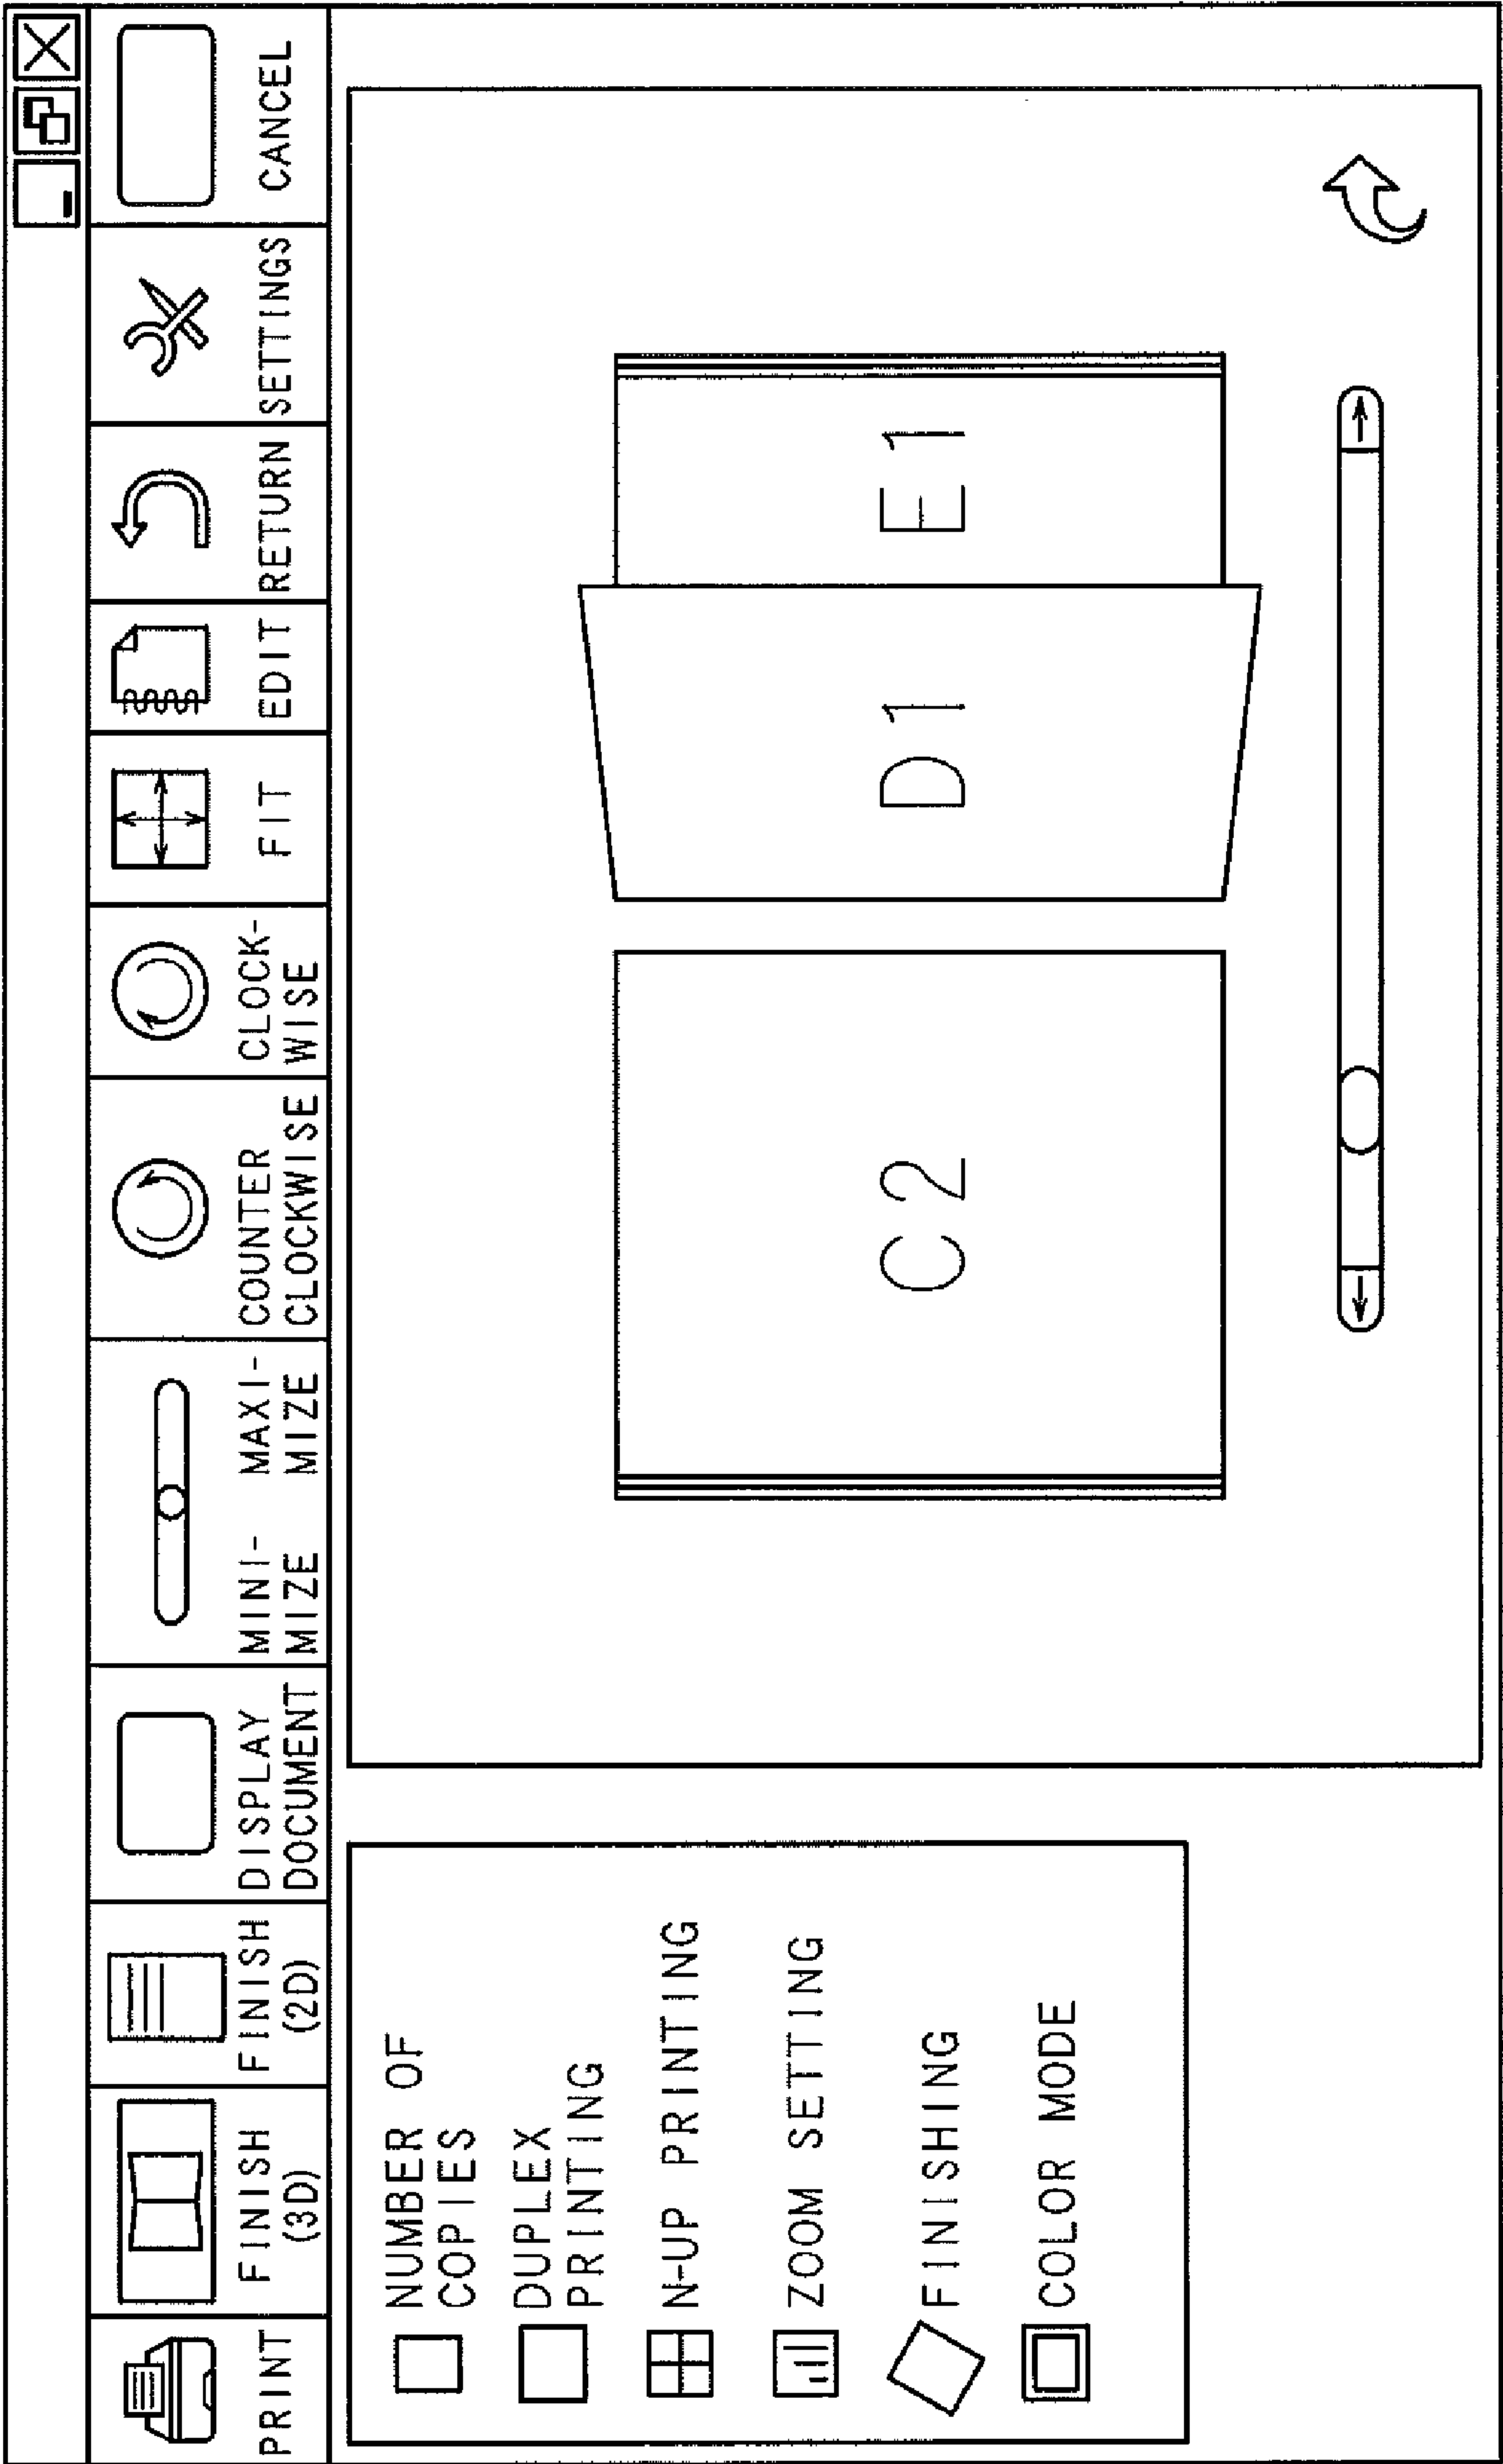 PRINT
FINISH
(3D)
FINISH
(2D)
DISPLAY
DOCUMENT
MINI-
MIZE
MAXI-
MIZE
COUNTER
CLOCKWISE
CLOCK-
WISE
FIT
EDIT
RETURN
SETTINGS
CANCEL
NUMBER OF
COPIES
DUPLEX
PRINTING
N-UP PRINTING
ZOOM SETTING
FINISHING
COLOR MODE
C2
D1
E1